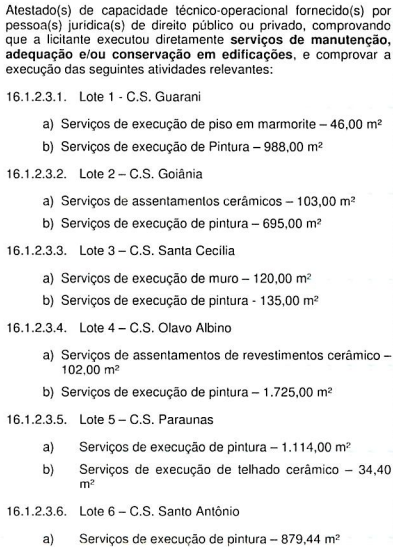 Atestado(s) de capacidade técnico-operacional fornecido(s) por
pessoa(s) jurídica(s) de direito público ou privado, comprovando
que a licitante executou diretamente serviços de manutenção,
adequação e/ou conservação em edificações, e comprovar a
execução das seguintes atividades relevantes:
16.1.2.3.1. Lote 1 - C.S. Guarani
a) Serviços de execução de piso em marmorite – 46,00 m²
b) Serviços de execução de Pintura – 988,00 m²
16.1.2.3.2. Lote 2 – C.S. Goiânia
a) Serviços de assentamentos cerâmicos – 103,00 m²
b) Serviços de execução de pintura – 695,00 m²
16.1.2.3.3. Lote 3 – C.S. Santa Cecília
a) Serviços de execução de muro – 120,00 m²
b) Serviços de execução de pintura - 135,00 m²
16.1.2.3.4. Lote 4 – C.S. Olavo Albino
a) Serviços de assentamentos de revestimentos cerâmico –
102,00 m²
b) Serviços de execução de pintura – 1.725,00 m²
16.1.2.3.5. Lote 5 – C.S. Paraunas
a) Serviços de execução de pintura – 1.114,00 m²
b) Serviços de execução de telhado cerâmico – 34,40
m²
16.1.2.3.6. Lote 6 – C.S. Santo Antônio
a) Serviços de execução de pintura – 879,44 m²